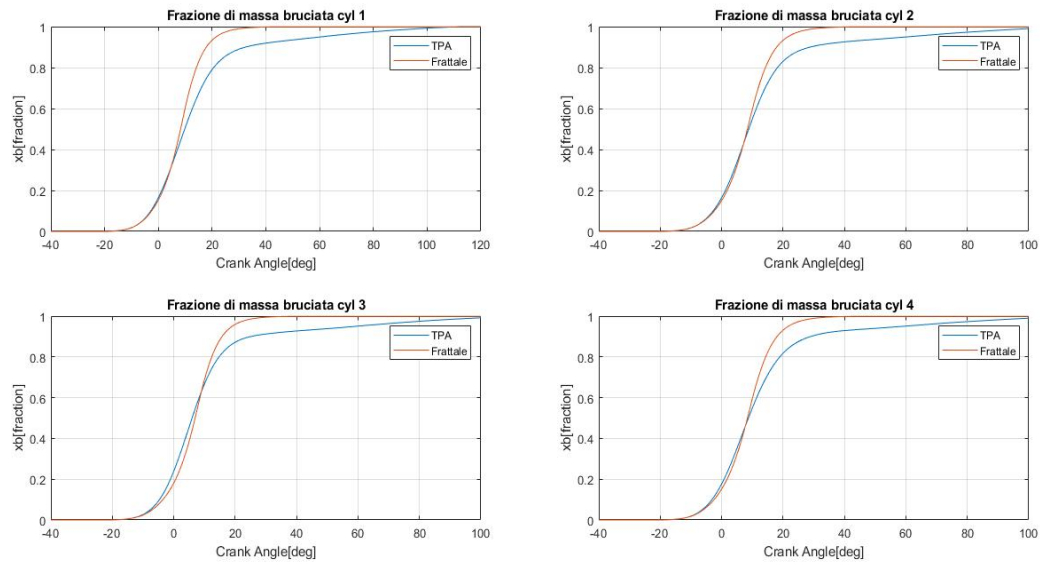 Frazione di massa bruciata cyl 1
1
0.8
0.6
0.4
0.2
0
xb[fraction]
TPA
Frattale
-40 -20 0 20 40 60 80 100 120
Crank Angle[deg]
Frazione di massa bruciata cyl 2
1
0.8
0.6
0.4
0.2
0
xb[fraction]
TPA
Frattale
-40 -20 0 20 40 60 80 100
Crank Angle[deg]
Frazione di massa bruciata cyl 3
1
0.8
0.6
0.4
0.2
0
xb[fraction]
TPA
Frattale
-40 -20 0 20 40 60 80 100
Crank Angle[deg]
Frazione di massa bruciata cyl 4
1
0.8
0.6
0.4
0.2
0
xb[fraction]
TPA
Frattale
-40 -20 0 20 40 60 80 100
Crank Angle[deg]